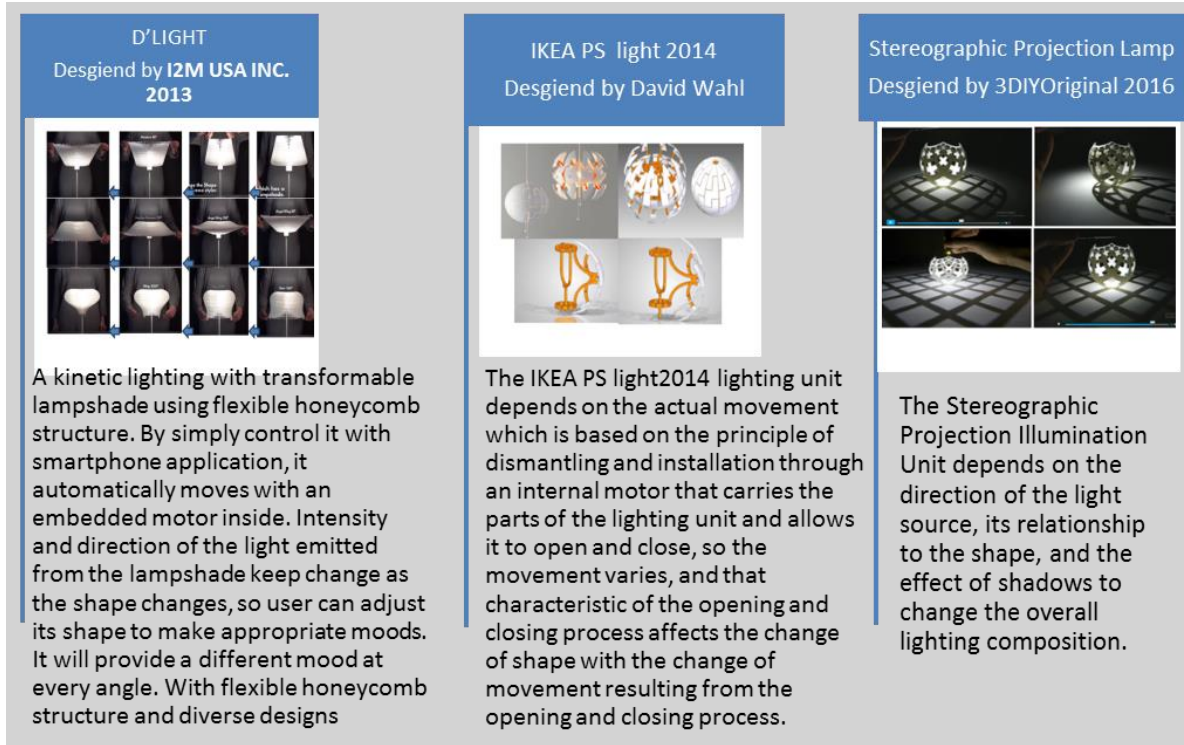 D'LIGHT
Desgiend by I2M USA INC.
2013
A kinetic lighting with transformable
lampshade using flexible honeycomb
structure. By simply control it with
smartphone application, it
automatically moves with an
embedded motor inside. Intensity
and direction of the light emitted
from the lampshade keep change as
the shape changes, so user can adjust
its shape to make appropriate moods.
It will provide a different mood at
every angle. With flexible honeycomb
structure and diverse designs
IKEA PS light 2014
Desgiend by David Wahl
The IKEA PS light2014 lighting unit
depends on the actual movement
which is based on the principle of
dismantling and installation through
an internal motor that carries the
parts of the lighting unit and allows
it to open and close, so the
movement varies, and that
characteristic of the opening and
closing process affects the change
of shape with the change of
movement resulting from the
opening and closing process.
Stereographic Projection Lamp
Desgiend by 3DIYOriginal 2016
The Stereographic
Projection Illumination
Unit depends on the
direction of the light
source, its relationship
to the shape, and the
effect of shadows to
change the overall
lighting composition.